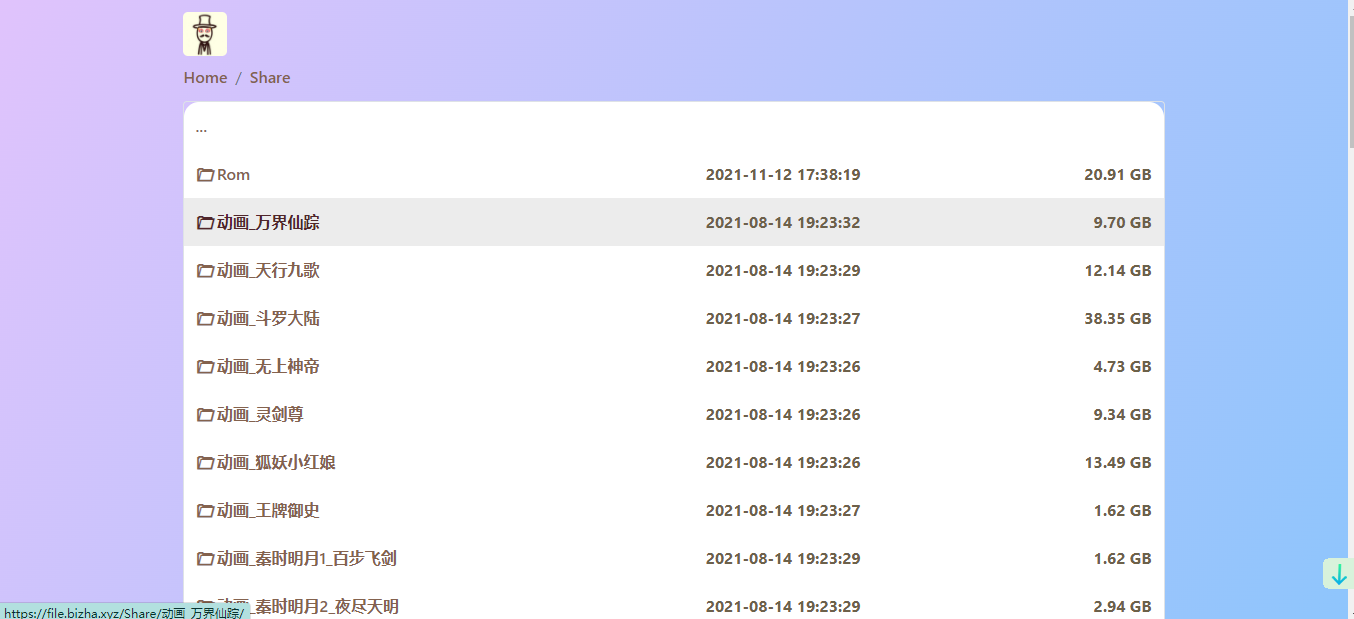 Home / Share
...
Rom 2021-11-12 17:38:19 20.91 GB
动画_万界仙踪 2021-08-14 19:23:32 9.70 GB
动画_天行九歌 2021-08-14 19:23:29 12.14 GB
动画_斗罗大陆 2021-08-14 19:23:27 38.35 GB
动画_无上神帝 2021-08-14 19:23:26 4.73 GB
动画_灵剑尊 2021-08-14 19:23:26 9.34 GB
动画_狐妖小红娘 2021-08-14 19:23:26 13.49 GB
动画_王牌御史 2021-08-14 19:23:27 1.62 GB
动画_秦时明月1_百步飞剑 2021-08-14 19:23:29 1.62 GB
动画_秦时明月2_夜尽天明 2021-08-14 19:23:29 2.94 GB
https://file.bizha.xyz/Share/动画_万界仙踪/